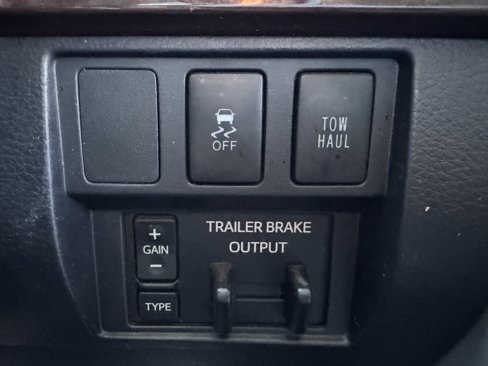 OFF
TOW
HAUL
+
GAIN
−
TYPE
TRAILER BRAKE
OUTPUT